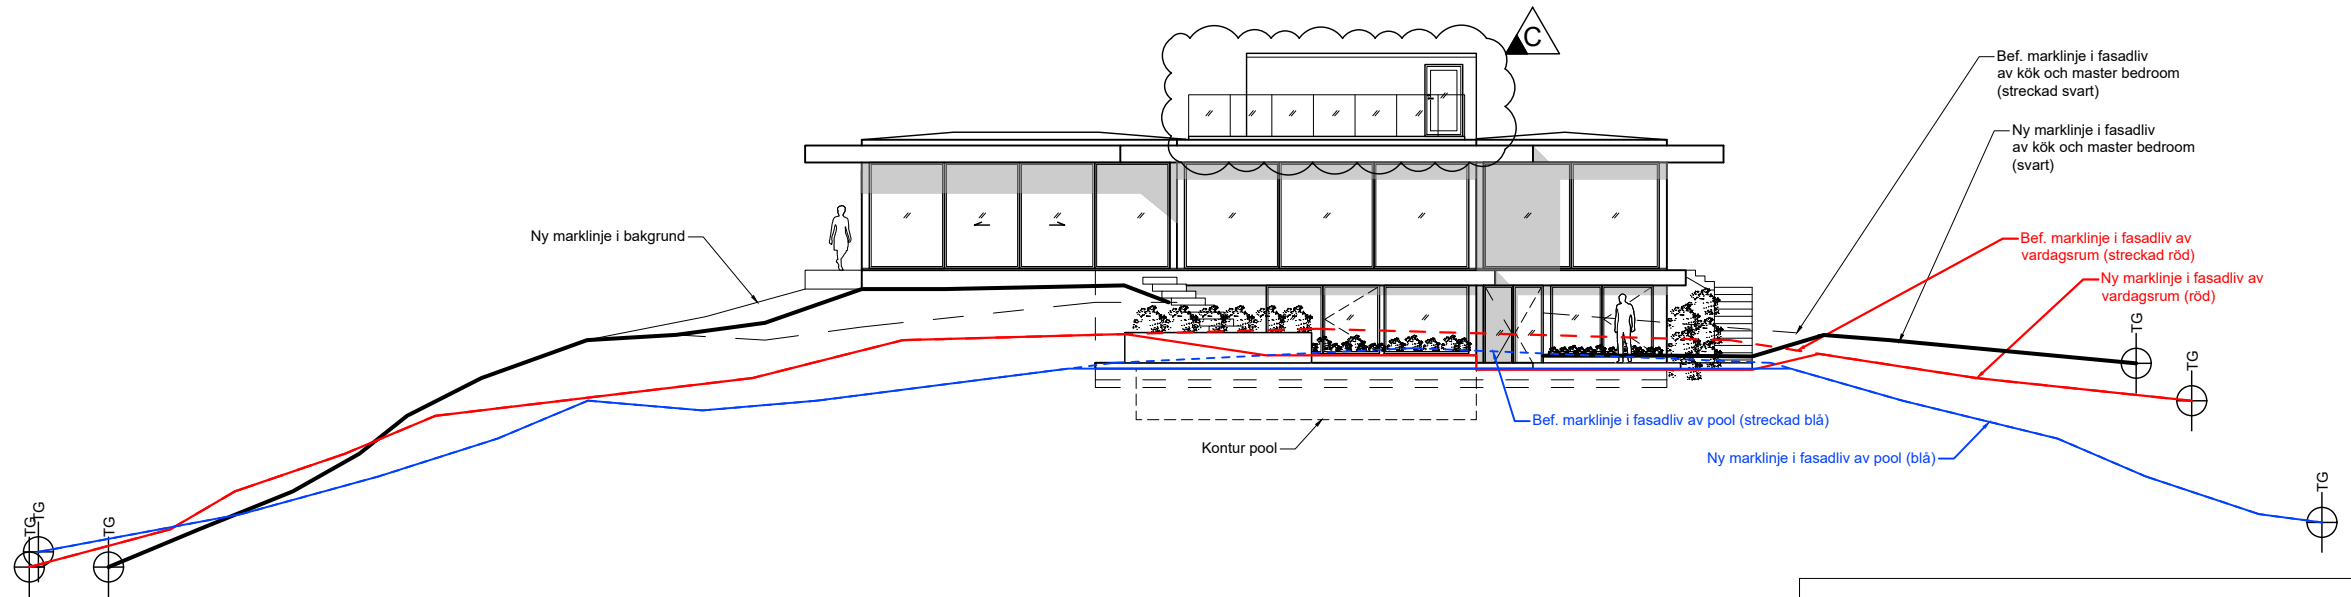 C
Bef. marklinje i fasadliv
av kök och master bedroom
(streckad svart)
Ny marklinje i fasadliv
av kök och master bedroom
(svart)
Ny marklinje i bakgrund
Bef. marklinje i fasadliv av
vardagsrum (streckad röd)
Ny marklinje i fasadliv av
vardagsrum (röd)
TG
TG
Bef. marklinje i fasadliv av pool (streckad blå)
Kontur pool
Ny marklinje i fasadliv av pool (blå)
TG
TG
TG
TG